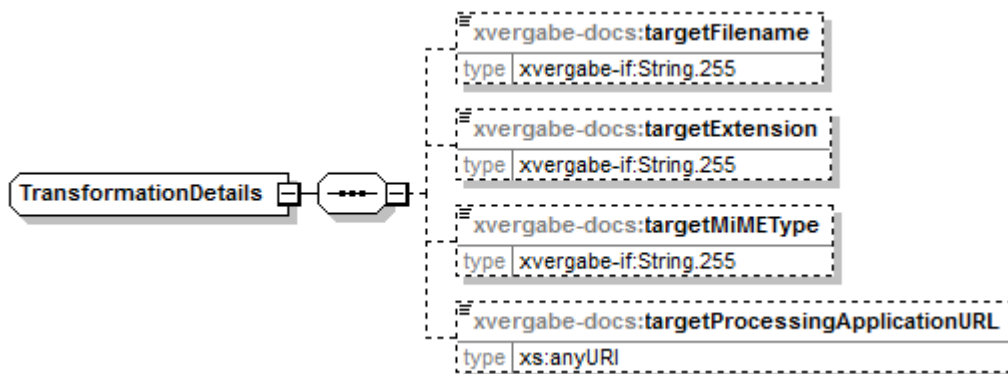 xvergabe-docs:targetFilename
type xvergabe-if:String.255
xvergabe-docs:targetExtension
type xvergabe-if:String.255
TransformationDetails
xvergabe-docs:targetMiMEType
type xvergabe-if:String.255
xvergabe-docs:targetProcessingApplicationURL
type xs:anyURI